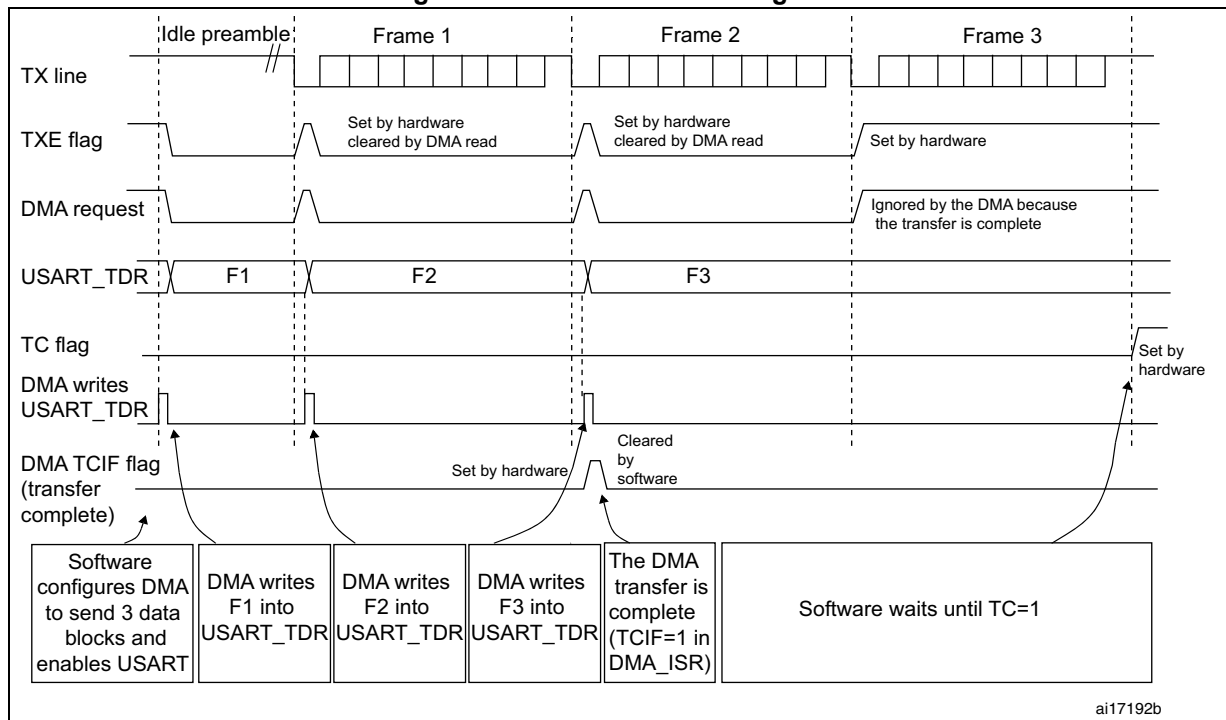 Idle preamble
Frame 1
Frame 2
Frame 3
TX line
TXE flag
Set by hardware
cleared by DMA read
Set by hardware
cleared by DMA read
Set by hardware
DMA request
Ignored by the DMA because
the transfer is complete
USART_TDR
F1
F2
F3
TC flag
Set by
hardware
DMA writes
USART_TDR
DMA TCIF flag
(transfer
complete)
Set by hardware
Cleared
by
software
Software
configures DMA
to send 3 data
blocks and
enables USART
DMA writes
F1 into
USART_TDR
DMA writes
F2 into
USART_TDR
DMA writes
F3 into
USART_TDR
The DMA
transfer is
complete
(TCIF=1 in
DMA_ISR)
Software waits until TC=1
ai17192b